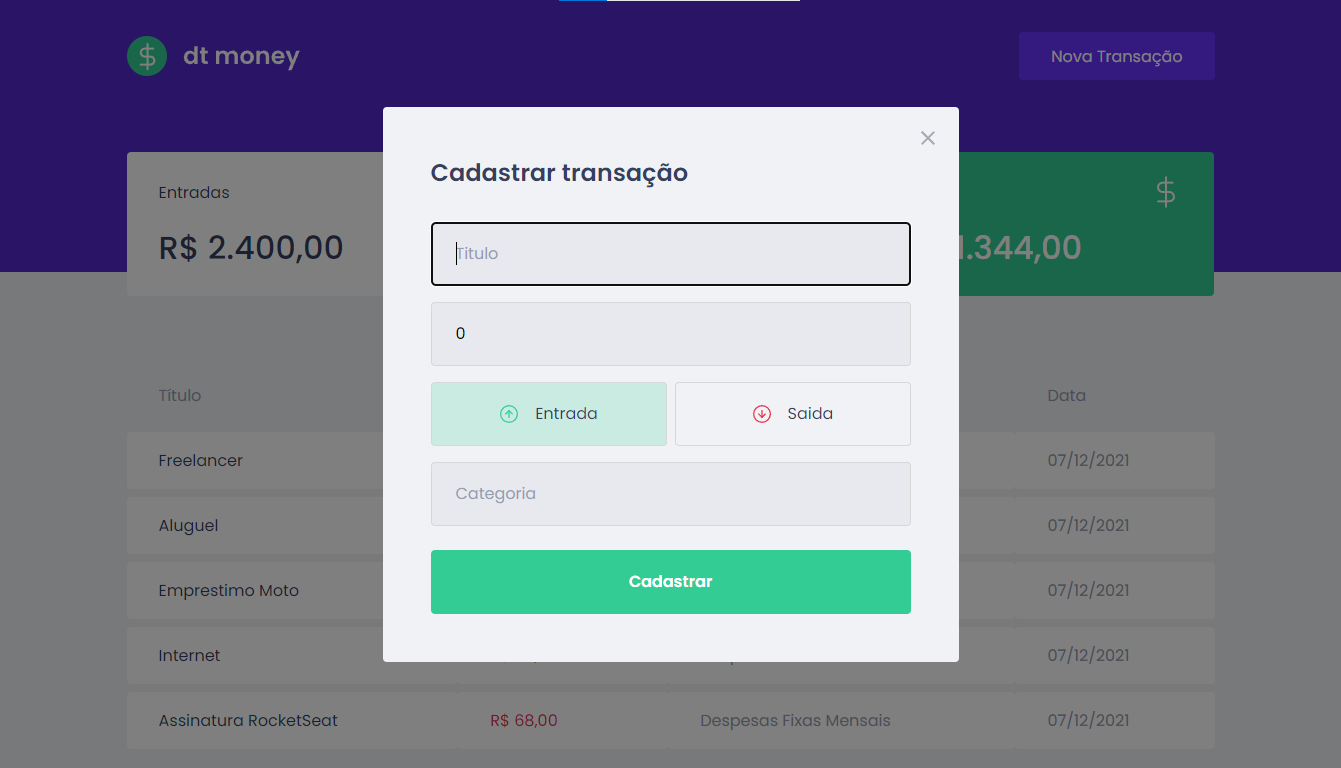 dt money
Nova Transação
Cadastrar transação
Entradas
R$ 2.400,00
1.344,00
Titulo
0
Entrada
Saida
Categoria
Cadastrar
Título
Data
Freelancer
07/12/2021
Aluguel
07/12/2021
Emprestimo Moto
07/12/2021
Internet
07/12/2021
Assinatura RocketSeat
R$ 68,00
Despesas Fixas Mensais
07/12/2021